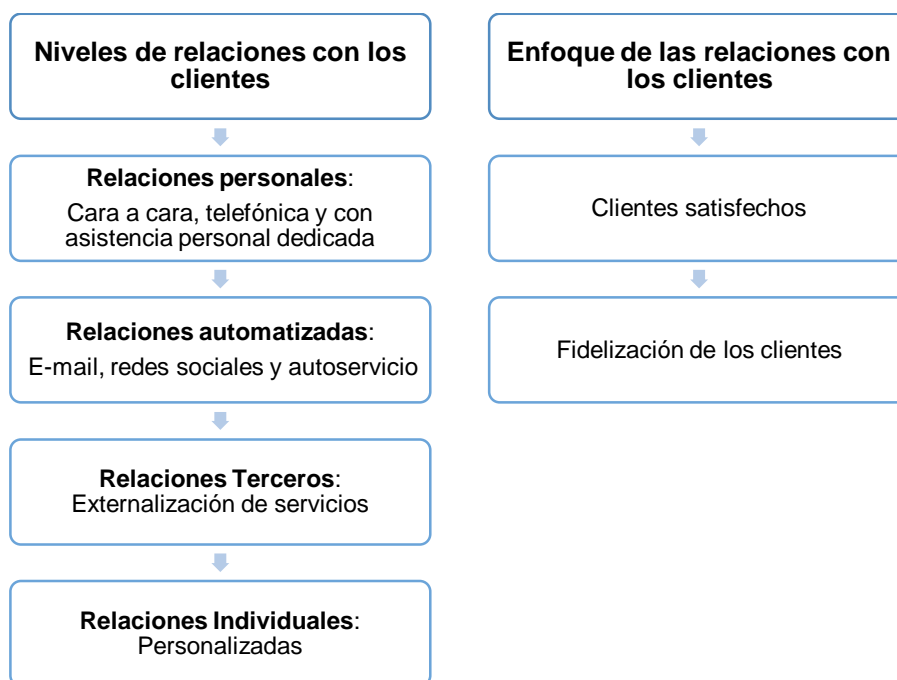 Niveles de relaciones con los
clientes
Relaciones personales:
Cara a cara, telefónica y con
asistencia personal dedicada
Relaciones automatizadas:
E-mail, redes sociales y autoservicio
Relaciones Terceros:
Externalización de servicios
Relaciones Individuales:
Personalizadas
Enfoque de las relaciones con
los clientes
Clientes satisfechos
Fidelización de los clientes